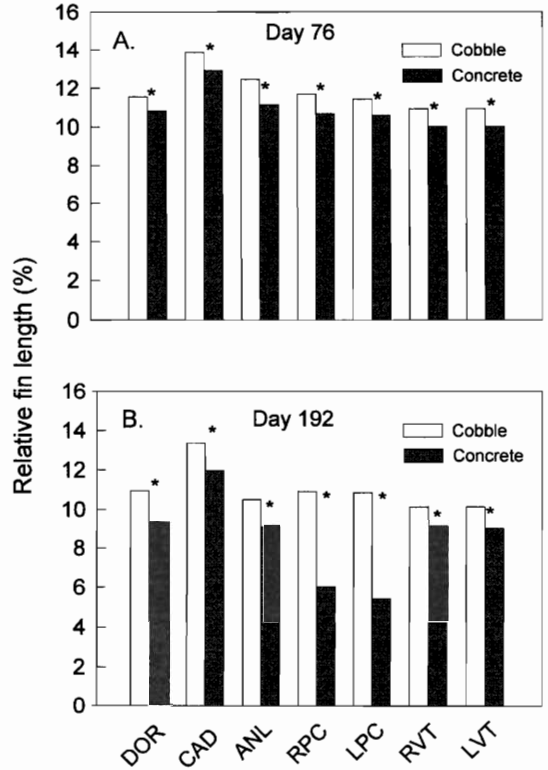 Relative fin length (%)
A.
Day 76
Cobble
Concrete
16
14
12
10
8
6
4
2
0
* * * * * * *
B.
Day 192
Cobble
Concrete
16
14
12
10
8
6
4
2
0
* * * * * * *
DOR CAD ANL RPC LPC RVT LVT